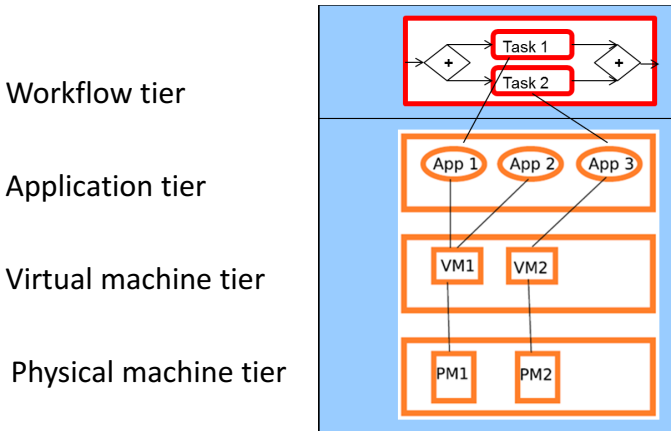 +
Task 1
+
Task 2
Workflow tier
App 1 App 2 App 3
Application tier
VM1 VM2
Virtual machine tier
PM1 PM2
Physical machine tier